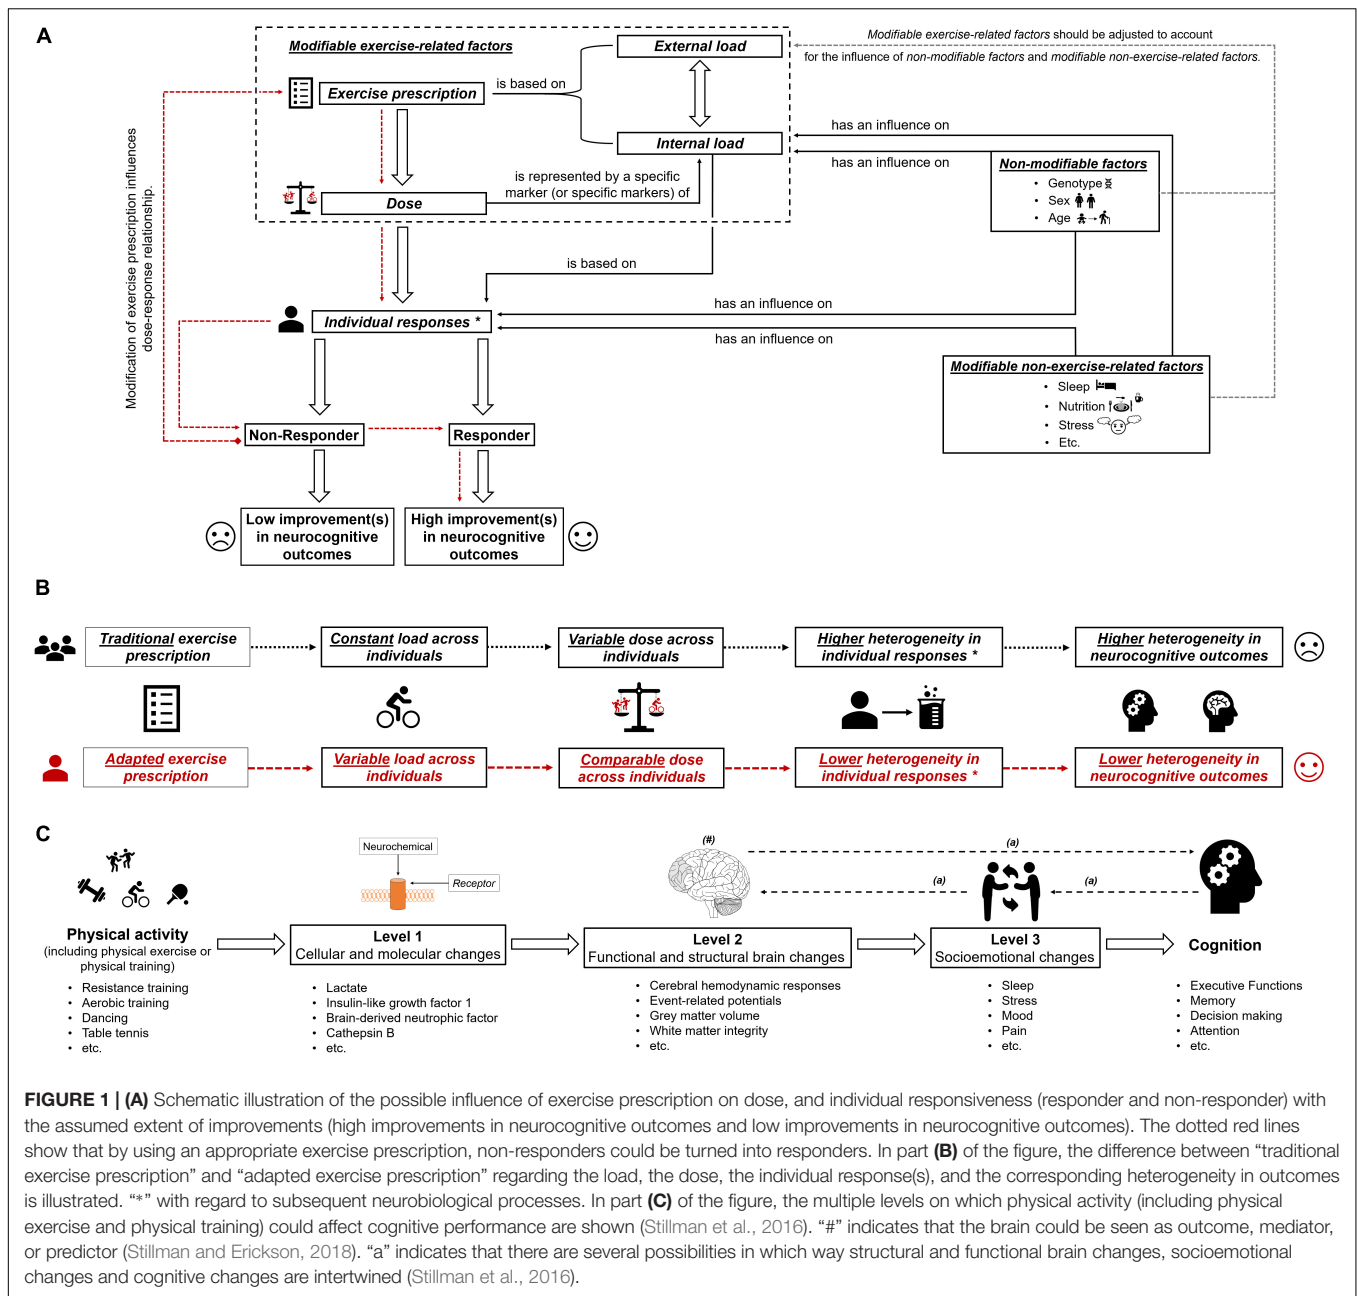 A
Modifiable exercise-related factors
External load
Modifiable exercise-related factors should be adjusted to account
for the influence of non-modifiable factors and modifiable non-exercise-related factors.
is based on
Exercise prescription
has an influence on
Internal load
has an influence on
Non-modifiable factors
• Genotype
• Sex
• Age
is represented by a specific
marker (or specific markers) of
Dose
Modification of exercise prescription influences
dose-response relationship.
is based on
has an influence on
Individual responses *
has an influence on
Modifiable non-exercise-related factors
• Sleep
• Nutrition
• Stress
• Etc.
Non-Responder
Responder
Low improvement(s)
in neurocognitive
outcomes
High improvement(s)
in neurocognitive
outcomes
B
Traditional exercise
prescription
Constant load across
individuals
Variable dose across
individuals
Higher heterogeneity in
individual responses *
Higher heterogeneity in
neurocognitive outcomes
Adapted exercise
prescription
Variable load across
individuals
Comparable dose
across individuals
Lower heterogeneity in
individual responses *
Lower heterogeneity in
neurocognitive outcomes
C
Neurochemical
Receptor
(#)
(a)
(a)
(a)
Physical activity
(including physical exercise or
physical training)
• Resistance training
• Aerobic training
• Dancing
• Table tennis
• etc.
Level 1
Cellular and molecular changes
• Lactate
• Insulin-like growth factor 1
• Brain-derived neutrophic factor
• Cathepsin B
• etc.
Level 2
Functional and structural brain changes
• Cerebral hemodynamic responses
• Event-related potentials
• Grey matter volume
• White matter integrity
• etc.
Level 3
Socioemotional changes
• Sleep
• Stress
• Mood
• Pain
• etc.
Cognition
• Executive Functions
• Memory
• Decision making
• Attention
• etc.
FIGURE 1 | (A) Schematic illustration of the possible influence of exercise prescription on dose, and individual responsiveness (responder and non-responder) with
the assumed extent of improvements (high improvements in neurocognitive outcomes and low improvements in neurocognitive outcomes). The dotted red lines
show that by using an appropriate exercise prescription, non-responders could be turned into responders. In part (B) of the figure, the difference between “traditional
exercise prescription” and “adapted exercise prescription” regarding the load, the dose, the individual response(s), and the corresponding heterogeneity in outcomes
is illustrated. “*” with regard to subsequent neurobiological processes. In part (C) of the figure, the multiple levels on which physical activity (including physical
exercise and physical training) could affect cognitive performance are shown (Stillman et al., 2016). “#” indicates that the brain could be seen as outcome, mediator,
or predictor (Stillman and Erickson, 2018). “a” indicates that there are several possibilities in which way structural and functional brain changes, socioemotional
changes and cognitive changes are intertwined (Stillman et al., 2016).